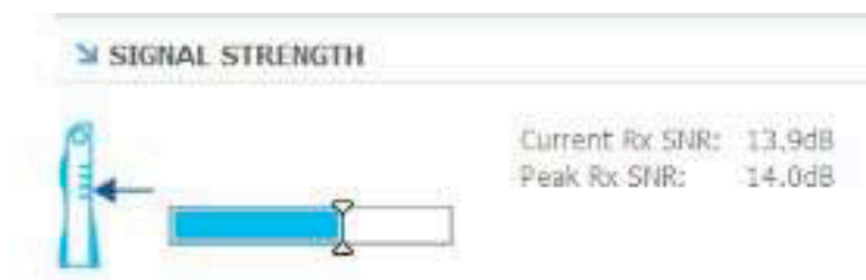 SIGNAL STRENGTH
Current Rx SNR: 13.9dB
Peak Rx SNR: 14.0dB